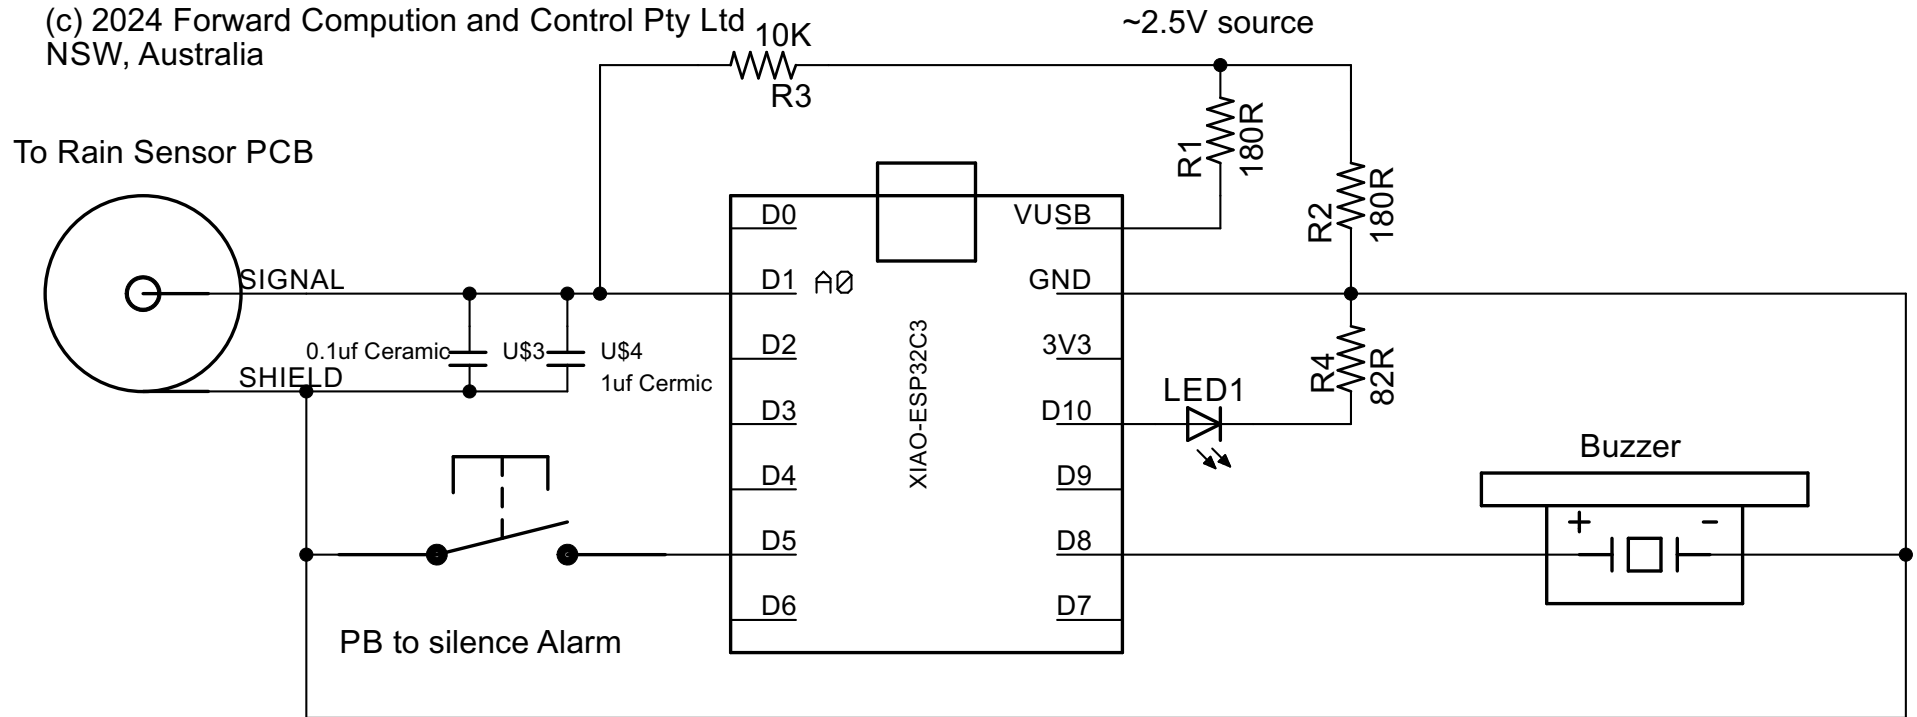 (c) 2024 Forward Compution and Control Pty Ltd
NSW, Australia
10K
R3
~2.5V source
To Rain Sensor PCB
R1
180R
R2
180R
D0
VUSB
SIGNAL
D1
A0
GND
0.1uf Ceramic
U$3
U$4
1uf Cermic
D2
3V3
SHIELD
XIAO-ESP32C3
R4
82R
LED1
D3
D10
Buzzer
D4
D9
+
-
D5
D8
D6
D7
PB to silence Alarm